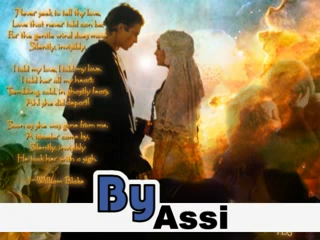 Never seek to tell thy love,
Love that never told can be;
For the gentle wind does move
Silently, invisibly.
I told my love, I told my love,
I told her all my heart;
Trembling, cold, in ghastly fears,
Ah! she did depart!
Soon as she was gone from me,
A traveler came by,
Silently, invisibly
He took her with a sigh.
~William Blake
By Assi